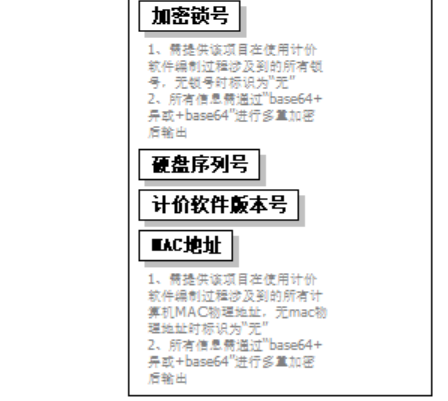 加密锁号
1、需提供该项目在使用计价
软件编制过程涉及到的所有锁
号，无锁号时标识为"无"
2、所有信息需通过"base64+
异或+base64"进行多重加密
后输出
硬盘序列号
计价软件版本号
MAC地址
1、需提供该项目在使用计价
软件编制过程涉及到的所有计
算机MAC物理地址，无mac物
理地址时标识为"无"
2、所有信息需通过"base64+
异或+base64"进行多重加密
后输出